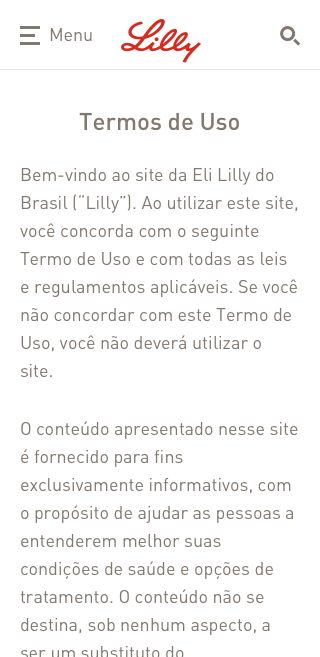 Menu
Lilly
Termos de Uso
Bem-vindo ao site da Eli Lilly do
Brasil (“Lilly”). Ao utilizar este site,
você concorda com o seguinte
Termo de Uso e com todas as leis
e regulamentos aplicáveis. Se você
não concordar com este Termo de
Uso, você não deverá utilizar o
site.
O conteúdo apresentado nesse site
é fornecido para fins
exclusivamente informativos, com
o propósito de ajudar as pessoas a
entenderem melhor suas
condições de saúde e opções de
tratamento. O conteúdo não se
destina, sob nenhum aspecto, a
ser um substituto do